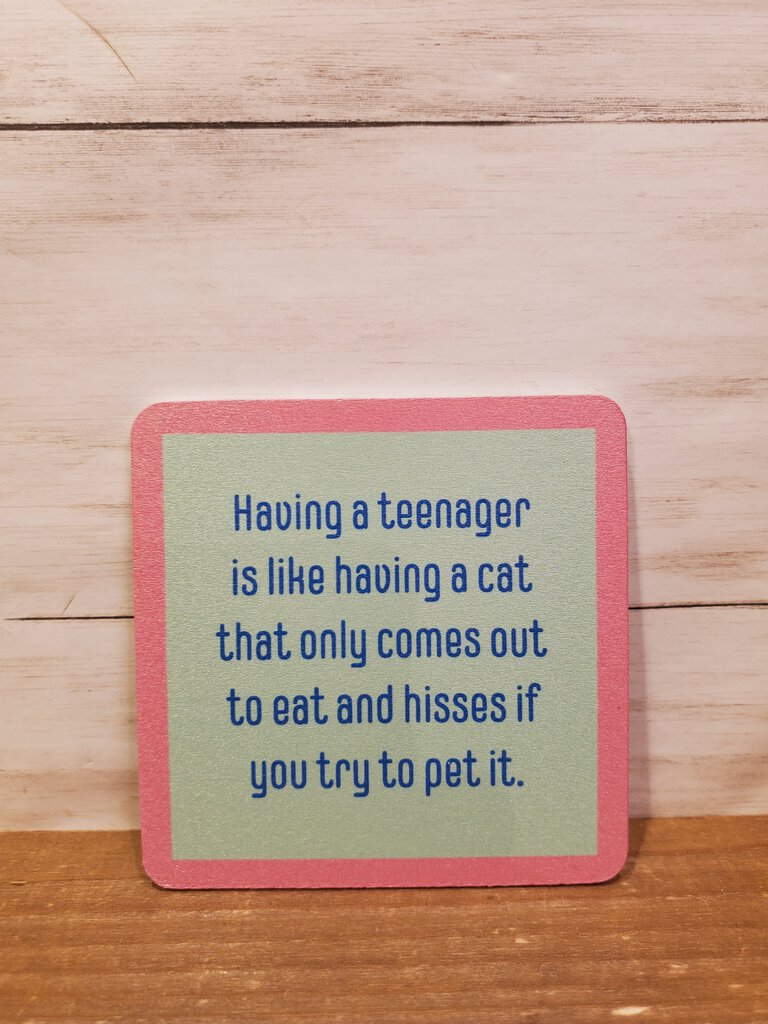 Having a teenager
is like having a cat
that only comes out
to eat and hisses if
you try to pet it.